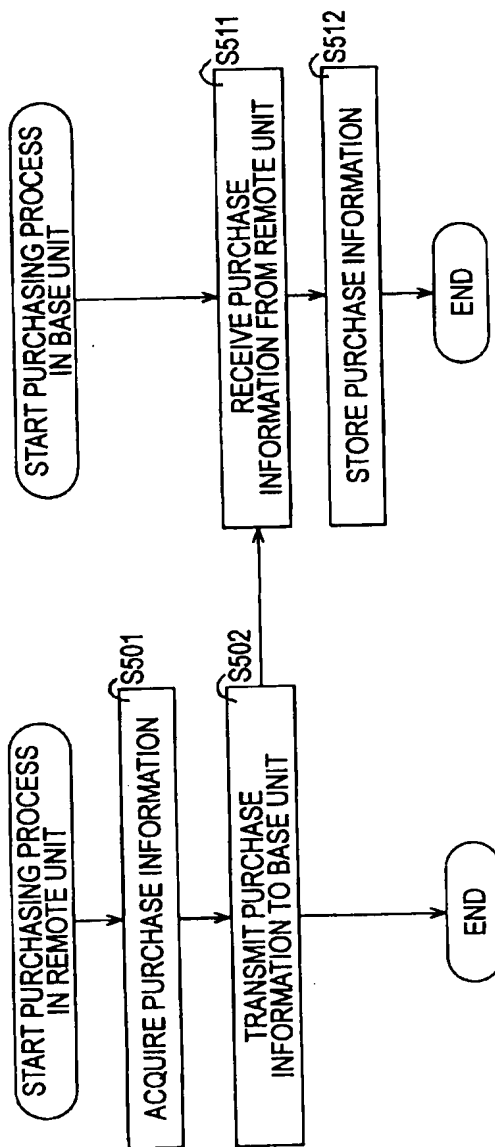 START PURCHASING PROCESS
IN REMOTE UNIT
S501
ACQUIRE PURCHASE INFORMATION
S502
TRANSMIT PURCHASE
INFORMATION TO BASE UNIT
END
START PURCHASING PROCESS
IN BASE UNIT
S511
RECEIVE PURCHASE
INFORMATION FROM REMOTE UNIT
S512
STORE PURCHASE INFORMATION
END